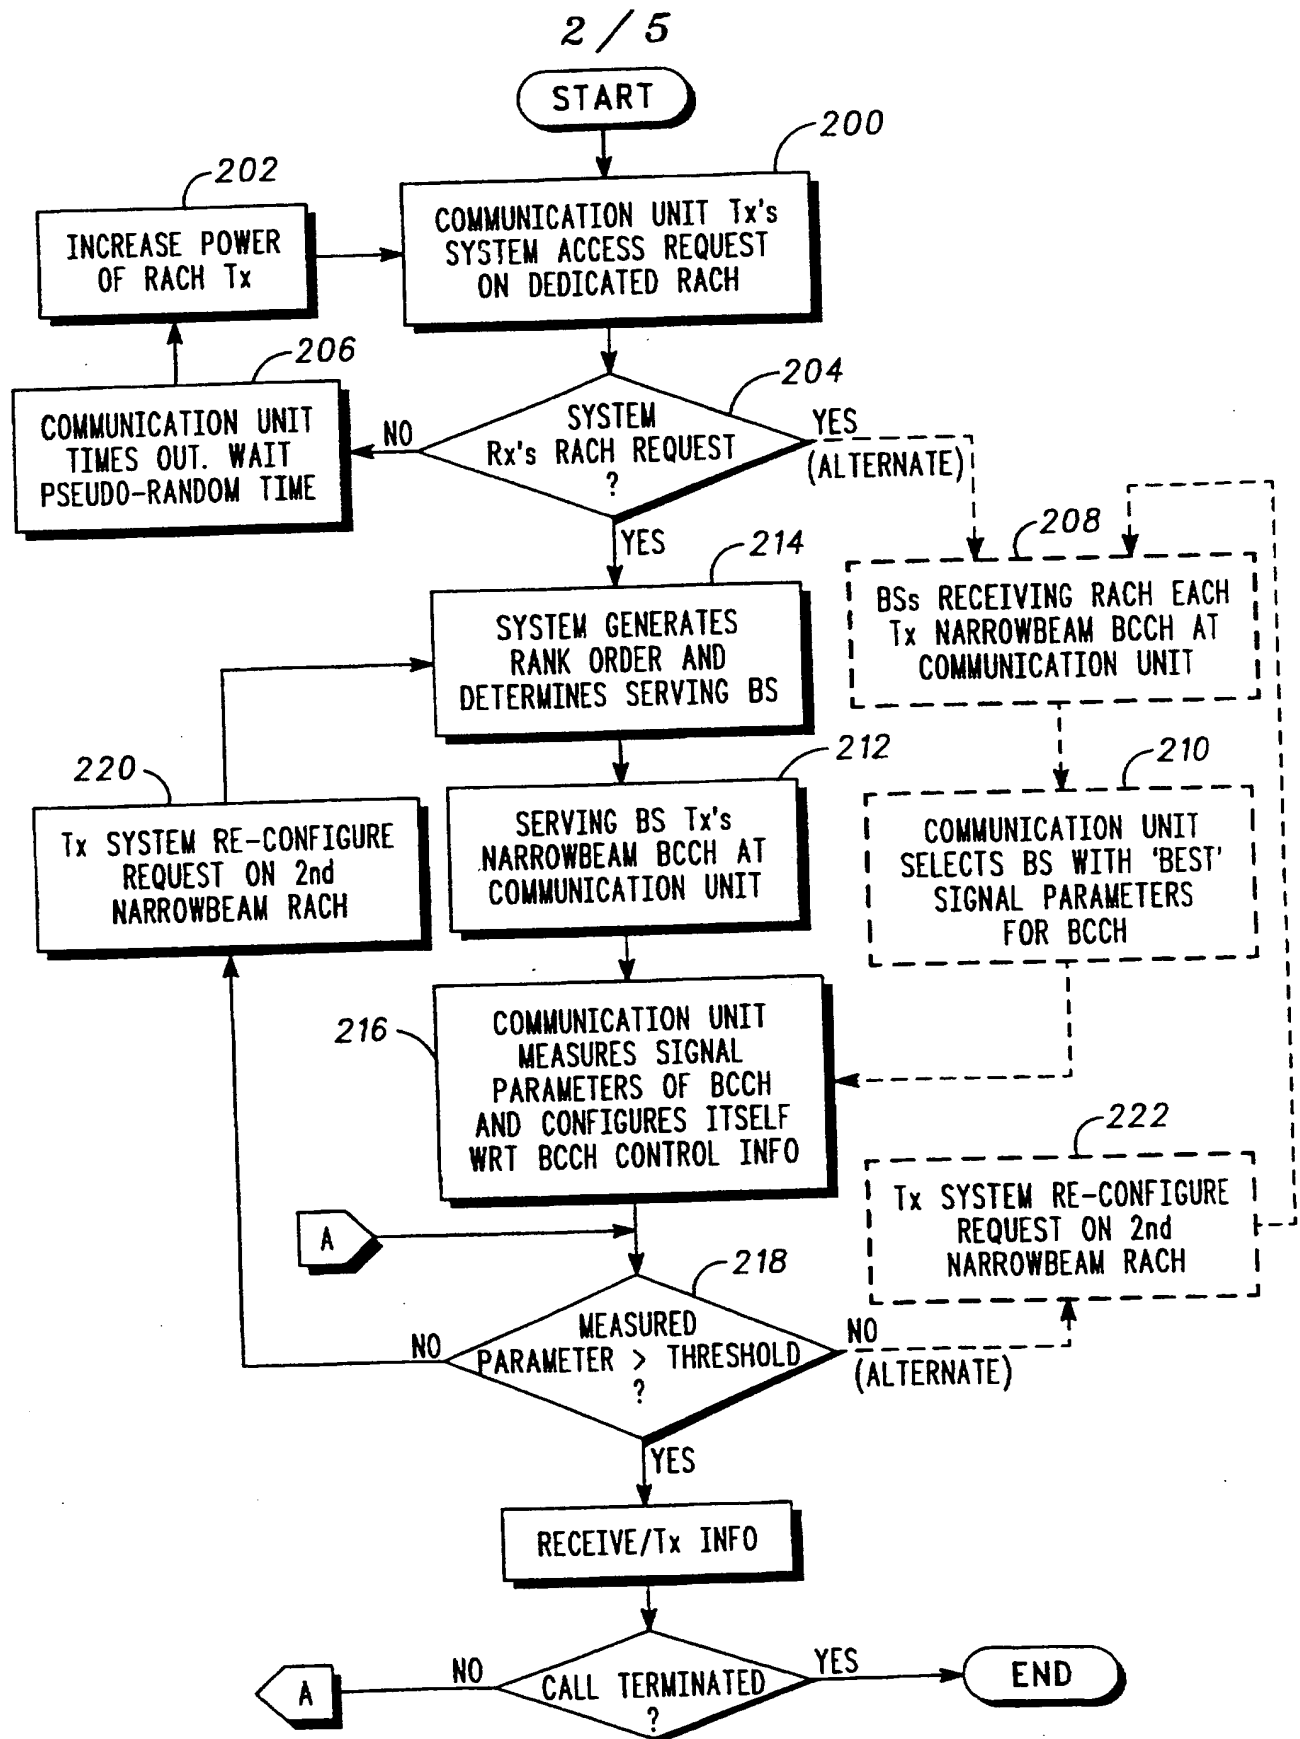 2 / 5
START
200
COMMUNICATION UNIT Tx's
SYSTEM ACCESS REQUEST
ON DEDICATED RACH
202
INCREASE POWER
OF RACH Tx
206
COMMUNICATION UNIT
TIMES OUT. WAIT
PSEUDO-RANDOM TIME
NO
204
SYSTEM
Rx's RACH REQUEST
?
YES
(ALTERNATE)
YES
208
BSs RECEIVING RACH EACH
Tx NARROWBEAM BCCH AT
COMMUNICATION UNIT
214
SYSTEM GENERATES
RANK ORDER AND
DETERMINES SERVING BS
212
SERVING BS Tx's
NARROWBEAM BCCH AT
COMMUNICATION UNIT
210
COMMUNICATION UNIT
SELECTS BS WITH 'BEST'
SIGNAL PARAMETERS
FOR BCCH
220
Tx SYSTEM RE-CONFIGURE
REQUEST ON 2nd
NARROWBEAM RACH
216
COMMUNICATION UNIT
MEASURES SIGNAL
PARAMETERS OF BCCH
AND CONFIGURES ITSELF
WRT BCCH CONTROL INFO
222
Tx SYSTEM RE-CONFIGURE
REQUEST ON 2nd
NARROWBEAM RACH
A
218
MEASURED
PARAMETER > THRESHOLD
?
NO
NO
(ALTERNATE)
YES
RECEIVE/Tx INFO
CALL TERMINATED
?
NO
A
YES
END